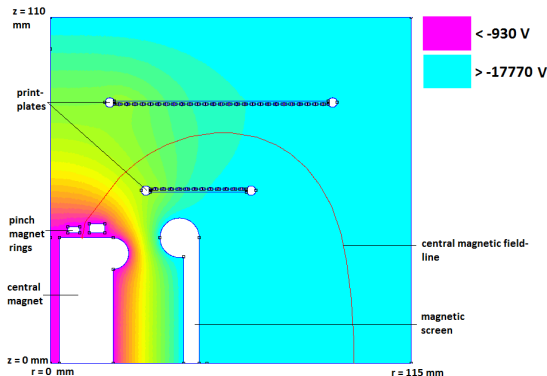 z = 110
mm
< -930 V
> -17770 V
print-
plates
pinch
magnet
rings
central magnetic field-
line
central
magnet
magnetic
screen
z = 0 mm
r = 0 mm
r = 115 mm